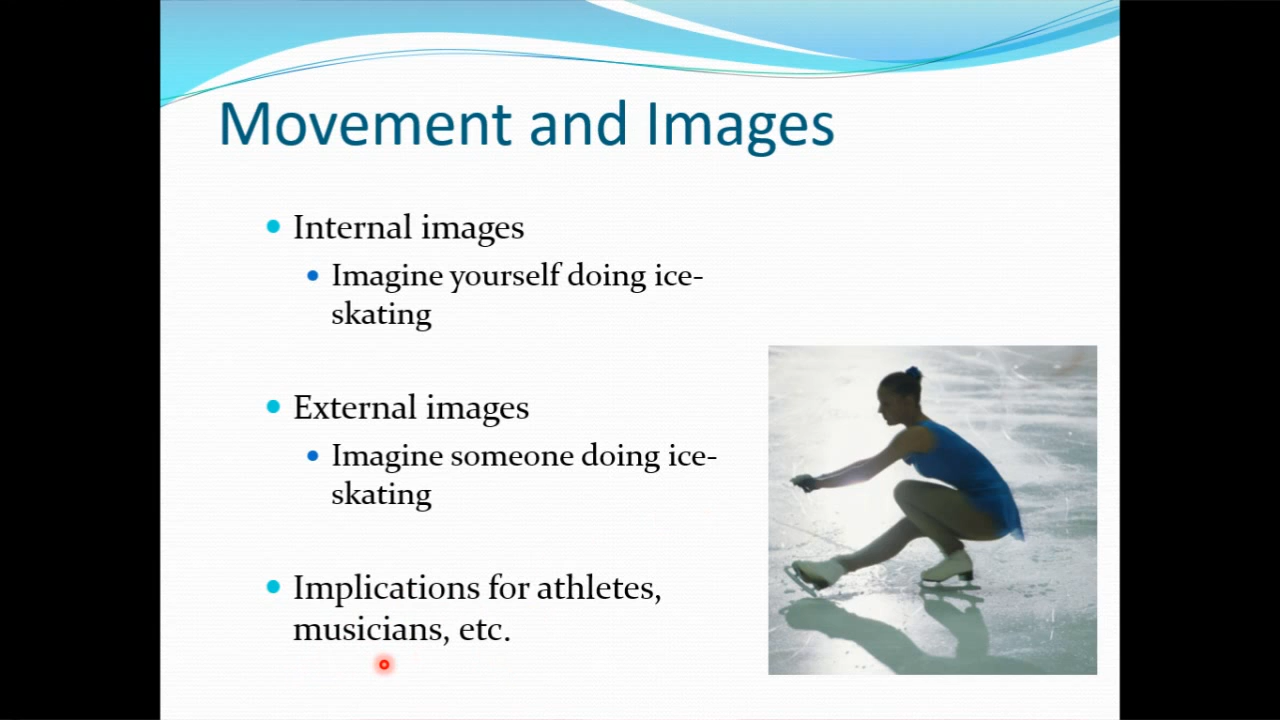 Movement and Images
Internal images
Imagine yourself doing ice-
skating
External images
Imagine someone doing ice-
skating
Implications for athletes,
musicians, etc.